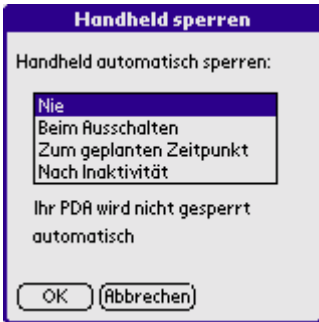 Handheld sperren
Handheld automatisch sperren:
Nie
Beim Ausschalten
Zum geplanten Zeitpunkt
Nach Inaktivität
Ihr PDA wird nicht gesperrt
automatisch
OK Abbrechen